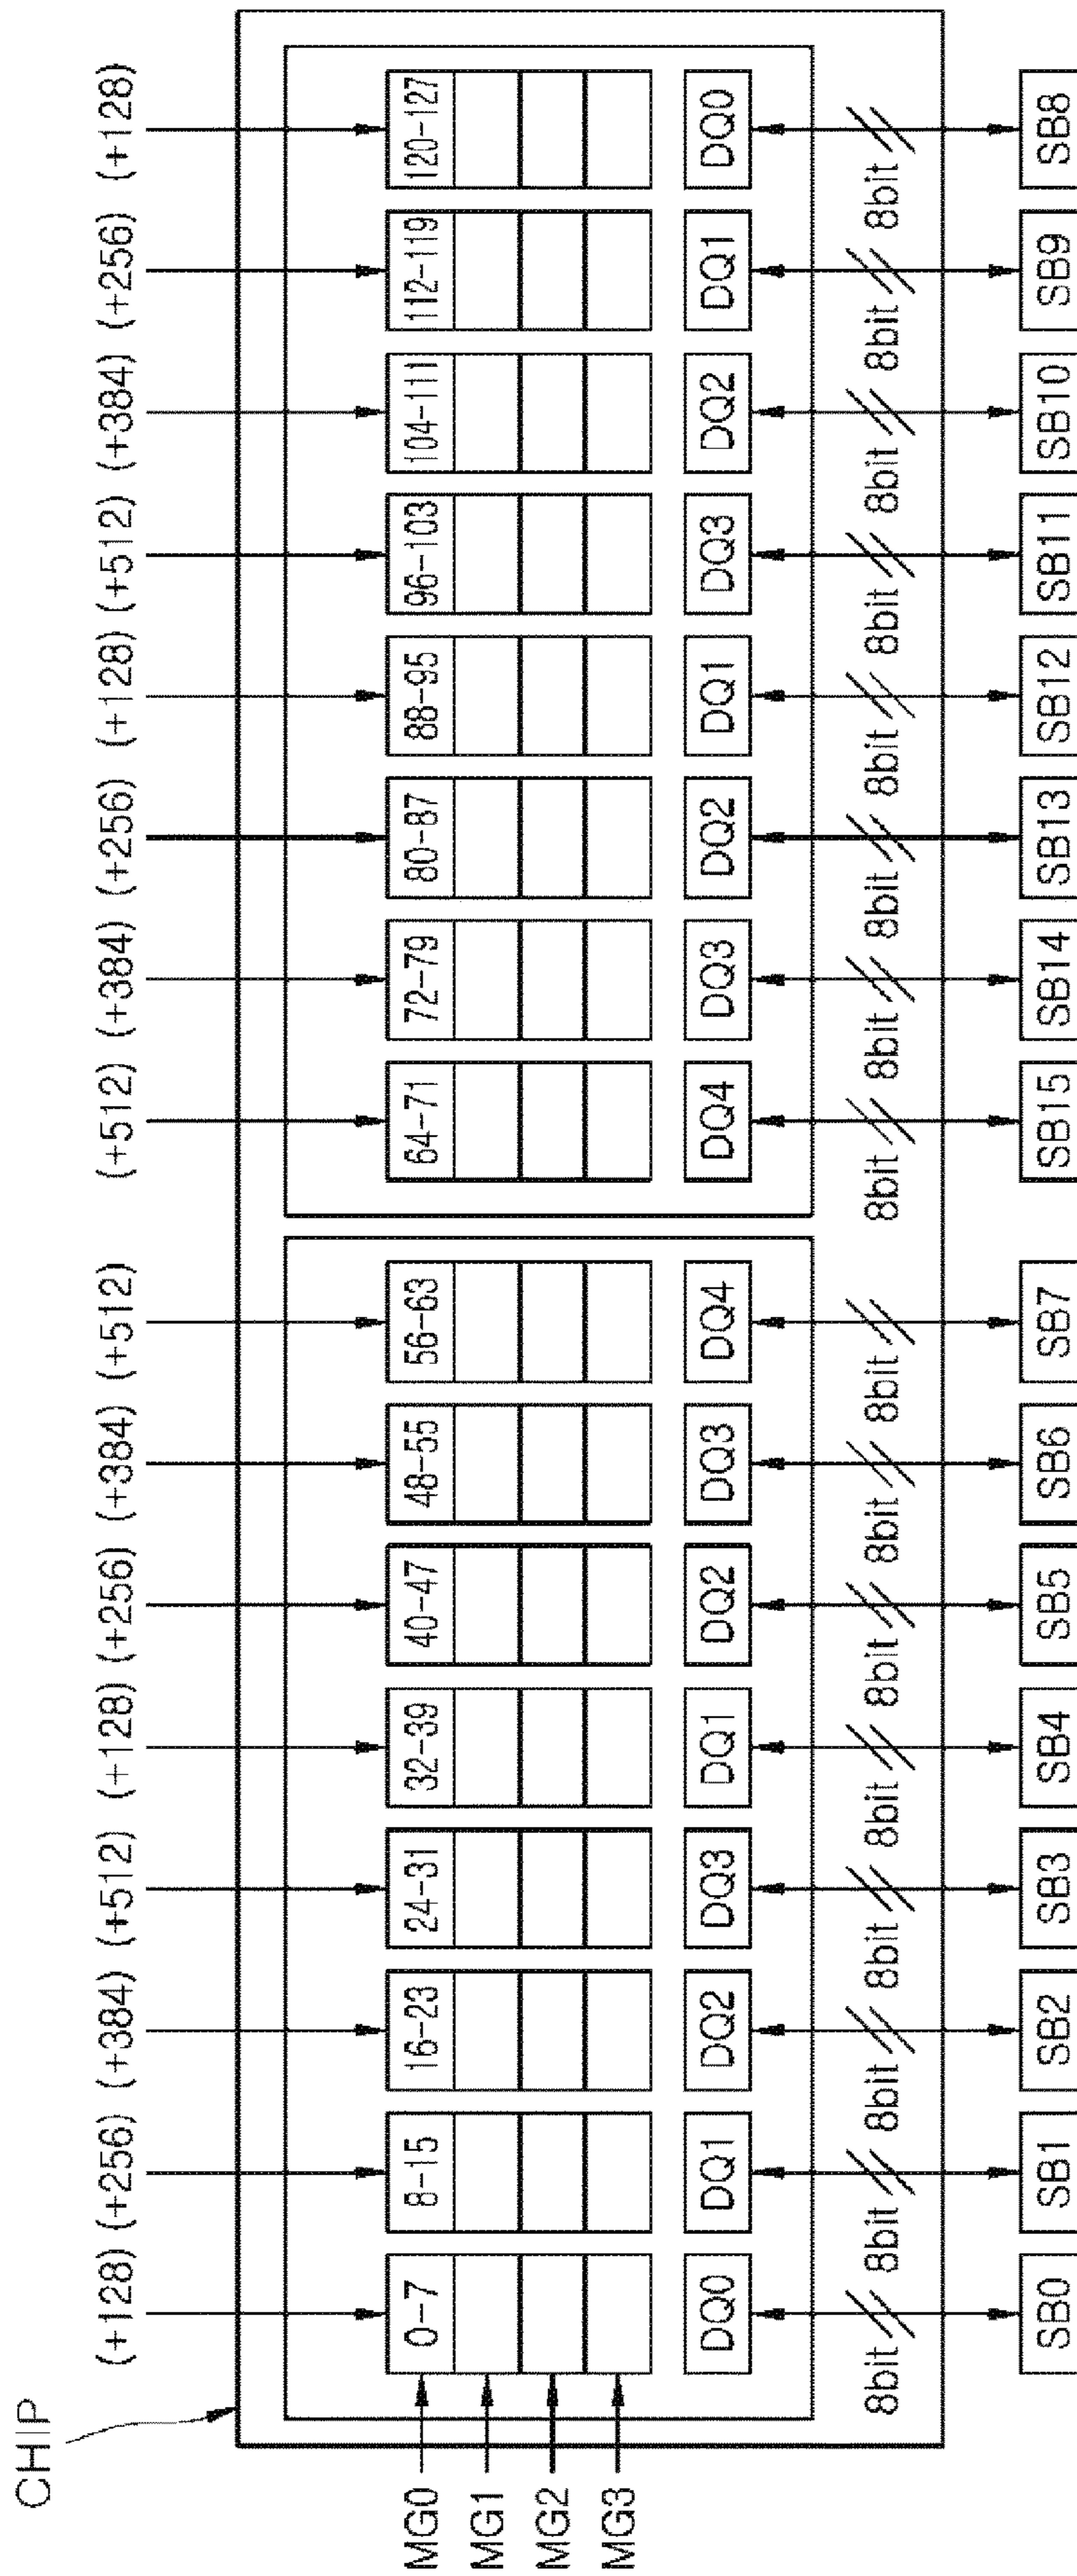 CHIP
(+128) (+256) (+384) (+512) (+128) (+256) (+384) (+512) (+512) (+384) (+256) (+128) (+512) (+384) (+256) (+128)
MG0 0-7 8-15 16-23 24-31 32-39 40-47 48-55 56-63 64-71 72-79 80-87 88-95 96-103 104-111 112-119 120-127
MG1
MG2
MG3
DQ0 DQ1 DQ2 DQ3 DQ1 DQ2 DQ3 DQ4 DQ4 DQ3 DQ2 DQ1 DQ3 DQ2 DQ1 DQ0
8bit 8bit 8bit 8bit 8bit 8bit 8bit 8bit 8bit 8bit 8bit 8bit 8bit 8bit 8bit 8bit
SB0 SB1 SB2 SB3 SB4 SB5 SB6 SB7 SB15 SB14 SB13 SB12 SB11 SB10 SB9 SB8